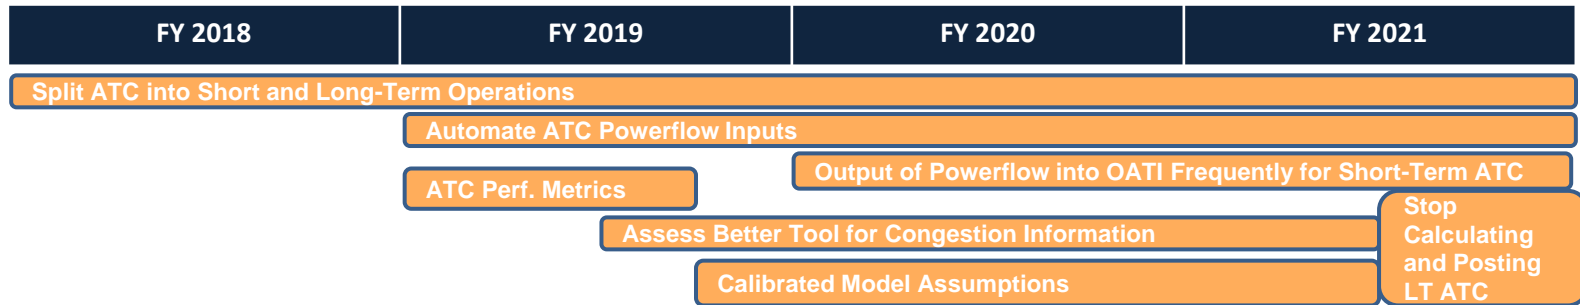 FY 2018 FY 2019 FY 2020 FY 2021
Split ATC into Short and Long-Term Operations
Automate ATC Powerflow Inputs
Output of Powerflow into OATI Frequently for Short-Term ATC
ATC Perf. Metrics
Stop
Calculating
and Posting
LT ATC
Assess Better Tool for Congestion Information
Calibrated Model Assumptions